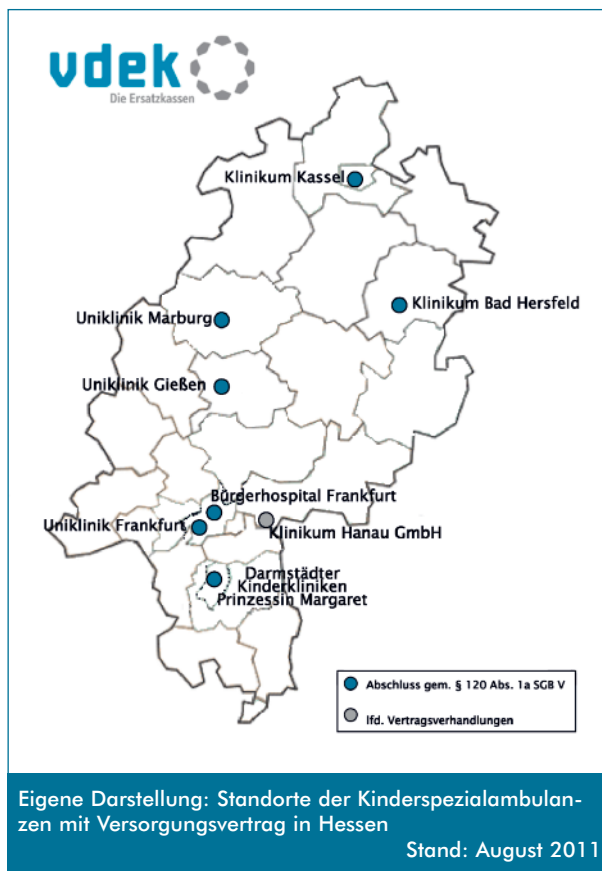 vdek
Die Ersatzkassen
Klinikum Kassel
Klinikum Bad Hersfeld
Uniklinik Marburg
Uniklinik Gießen
Bürgerhospital Frankfurt
Uniklinik Frankfurt
Klinikum Hanau GmbH
Darmstädter
Kinderkliniken
Prinzessin Margaret
Abschluss gem. § 120 Abs. 1a SGB V
lfd. Vertragsverhandlungen
Eigene Darstellung: Standorte der Kinderspezialambulan-
zen mit Versorgungsvertrag in Hessen
Stand: August 2011